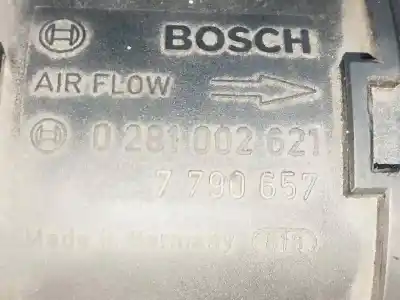 BOSCH
AIR FLOW
0 281 002 621
7 790 657
Made in Germany